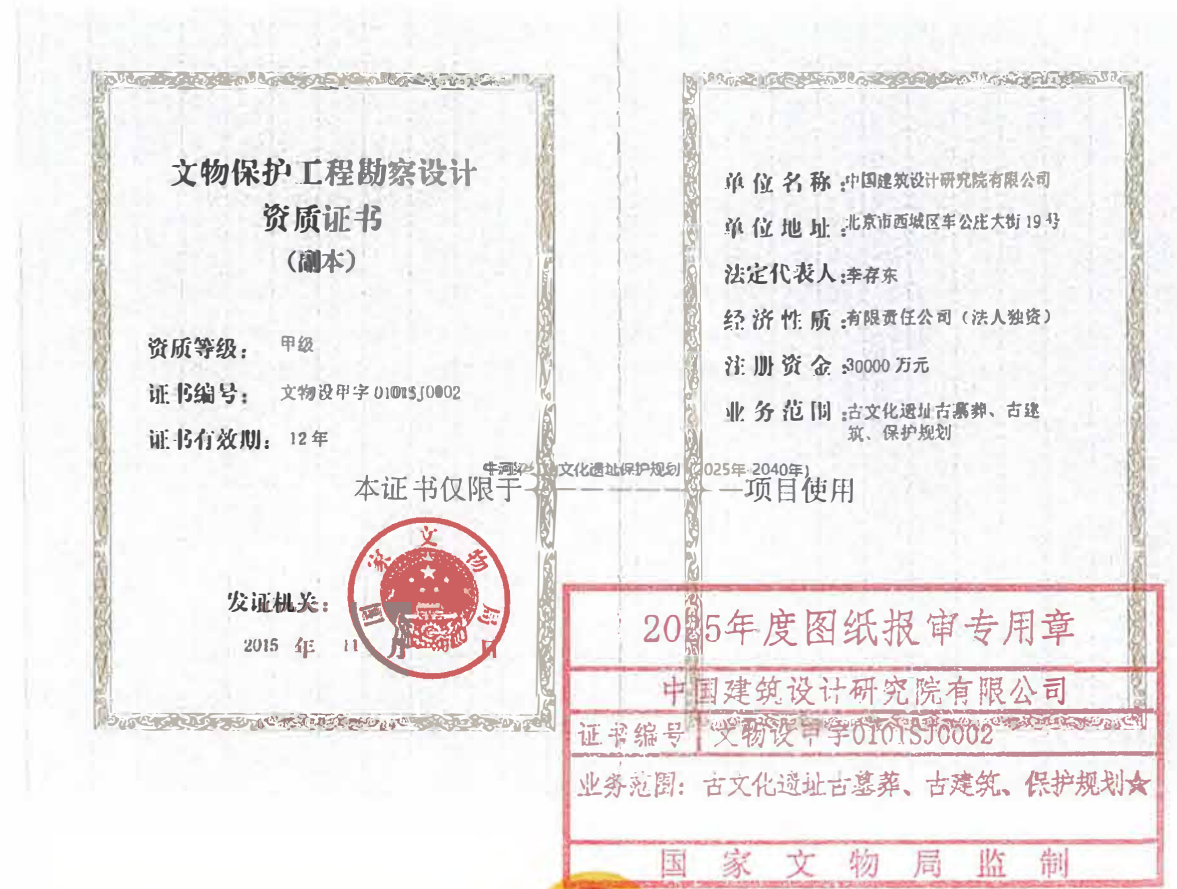 文物保护工程勘察设计
资质证书
（副本）
资质等级： 甲级
证书编号： 文物设甲字0101SJ0002
证书有效期： 12年
发证机关：
国家文物局
2015 年 11 月 日
单位名称：中国建筑设计研究院有限公司
单位地址：北京市西城区车公庄大街19号
法定代表人：李存东
经济性质：有限责任公司（法人独资）
注册资金：30000万元
业务范围：古文化遗址古墓葬、古建
筑、保护规划
文化遗址保护规划 2025年-2040年）
本证书仅限于 项目使用
2025年度图纸报审专用章
中国建筑设计研究院有限公司
证书编号 文物设甲字0101SJ0002
业务范围：古文化遗址古墓葬、古建筑、保护规划★
国家文物局监制